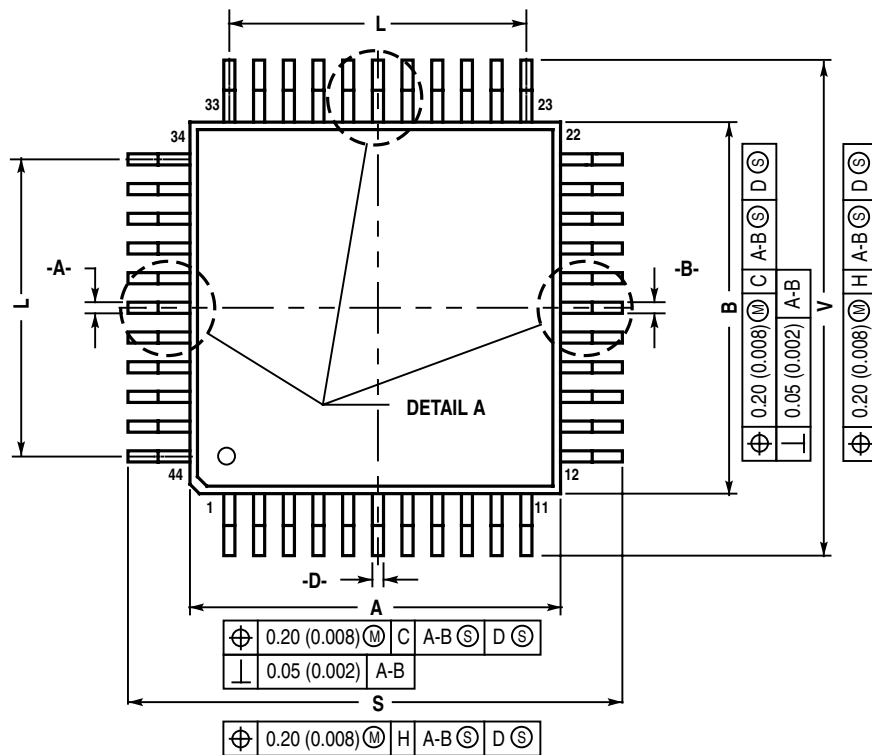 L
33
23
34
22
-A-
-B-
L
B
V
⌖ 0.20 (0.008) Ⓜ C A-B Ⓢ D Ⓢ
⊥ 0.05 (0.002) A-B
⌖ 0.20 (0.008) Ⓜ H A-B Ⓢ D Ⓢ
DETAIL A
44
12
1
11
-D-
A
⌖ 0.20 (0.008) Ⓜ C A-B Ⓢ D Ⓢ
⊥ 0.05 (0.002) A-B
S
⌖ 0.20 (0.008) Ⓜ H A-B Ⓢ D Ⓢ